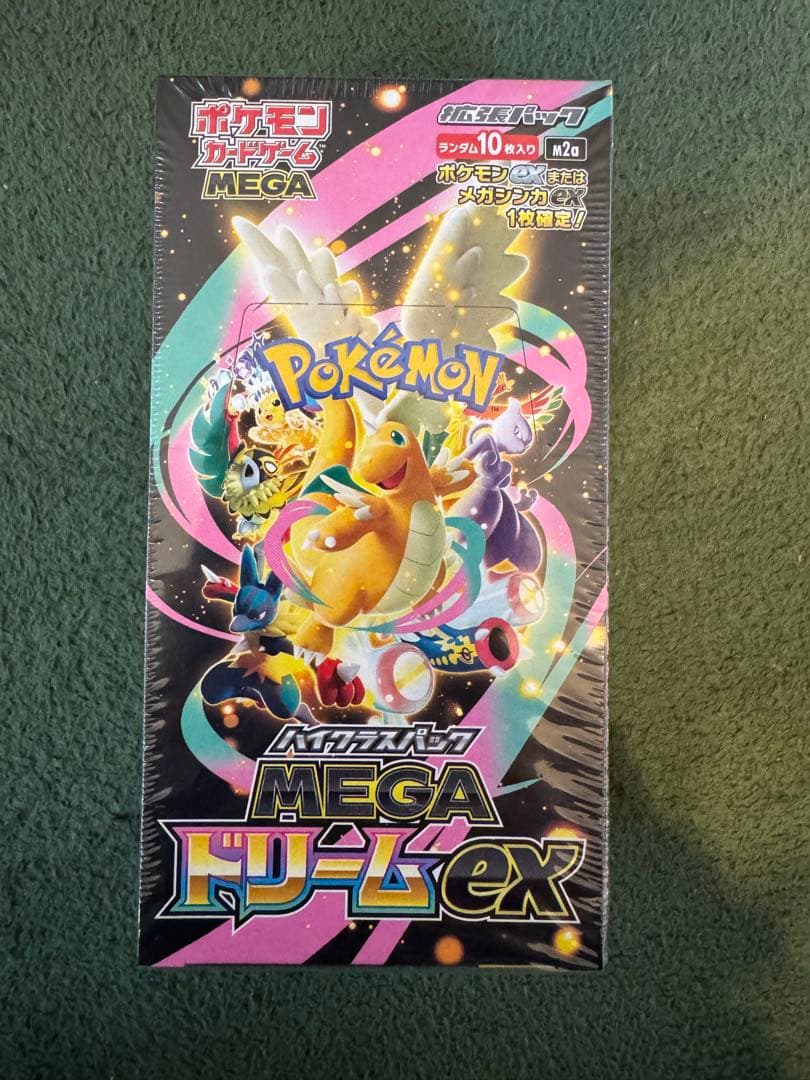 ポケモン
カードゲーム
MEGA
拡張パック
ランダム10枚入り M2a
ポケモンexまたは
メガシンカex
1枚確定!
POKéMON
TM
ハイクラスパック
MEGA
ドリームex